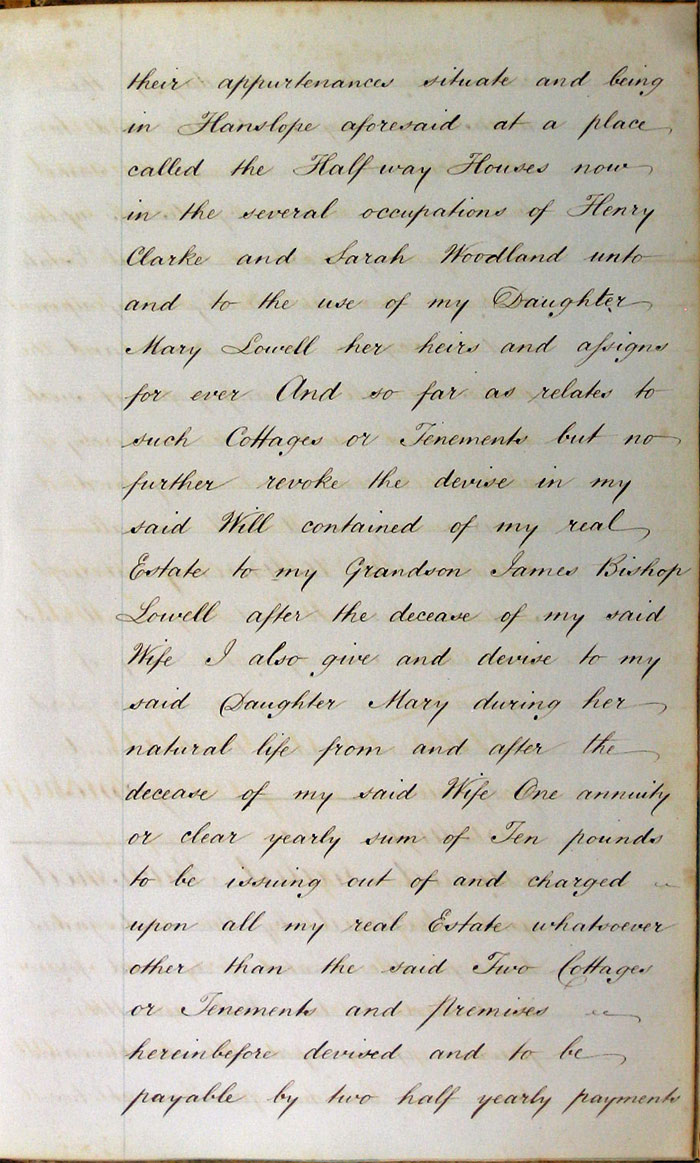 their appurtenances situate and being
in Hanslope aforesaid at a place
called the Half way Houses now
in the several occupations of Henry
Clarke and Sarah Woodland unto
and to the use of my Daughter
Mary Lowell her heirs and assigns
for ever And so far as relates to
such Cottages or Tenements but no
further revoke the devise in my
said Will contained of my real
Estate to my Grandson James Bishop
Lowell after the decease of my said
Wife I also give and devise to my
said Daughter Mary during her
natural life from and after the
decease of my said Wife One annuity
or clear yearly sum of Ten pounds
to be issuing out of and charged
upon all my real Estate whatsoever
other than the said Two Cottages
or Tenements and premises
hereinbefore devised and to be
payable by two half yearly payments